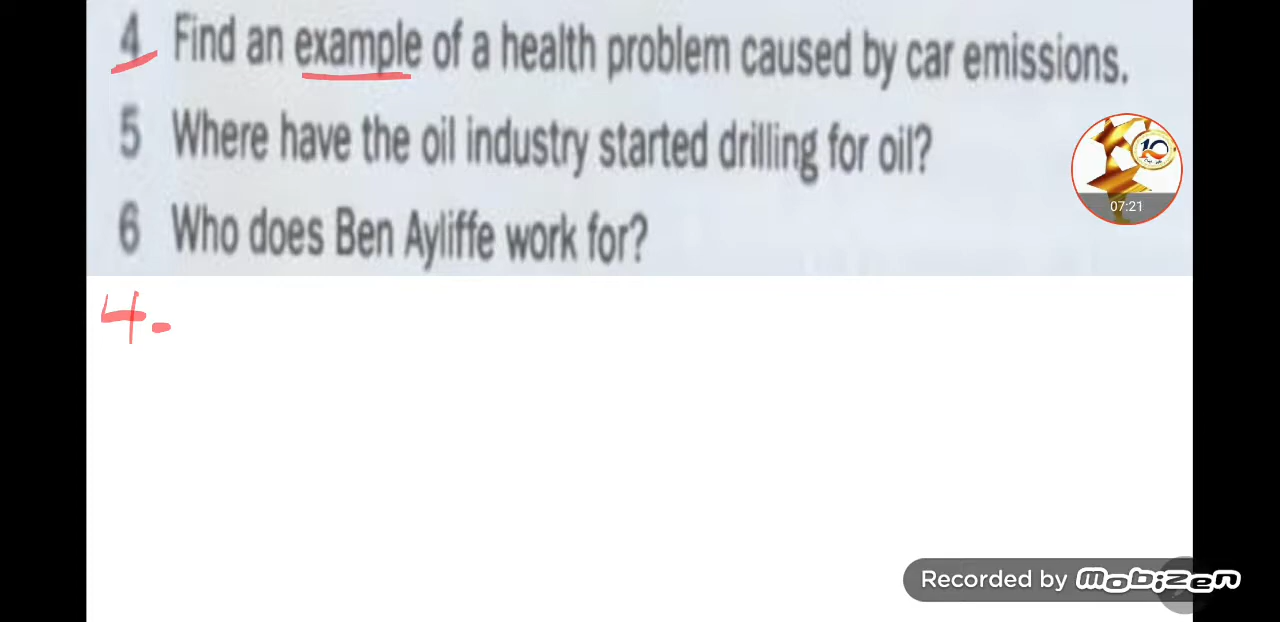 4 Find an example of a health problem caused by car emissions.
5 Where have the oil industry started drilling for oil?
6 Who does Ben Ayliffe work for?
10
07:21
4.
Recorded by Mobizen